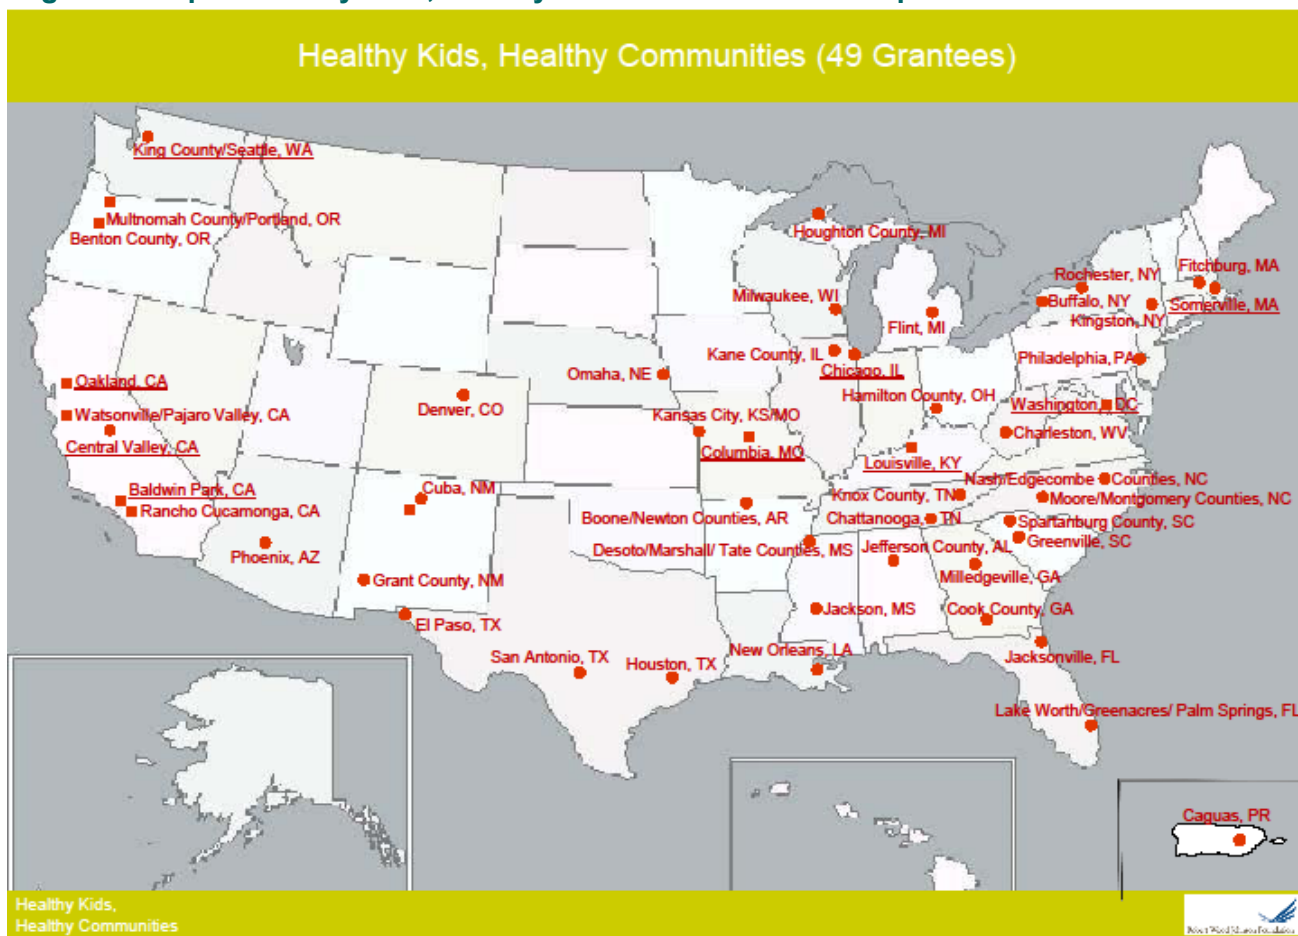 Healthy Kids, Healthy Communities (49 Grantees)
King County/Seattle, WA
Multnomah County/Portland, OR
Benton County, OR
Houghton County, MI
Fitchburg, MA
Rochester, NY
Milwaukee, WI
Buffalo, NY
Somerville, MA
Flint, MI
Kingston, NY
Kane County, IL
Philadelphia, PA
Chicago, IL
Omaha, NE
Oakland, CA
Hamilton County, OH
Denver, CO
Washington, DC
Watsonville/Pajaro Valley, CA
Kansas City, KS/MO
Charleston, WV
Central Valley, CA
Columbia, MO
Louisville, KY
Nash/Edgecombe Counties, NC
Baldwin Park, CA
Cuba, NM
Knox County, TN
Moore/Montgomery Counties, NC
Rancho Cucamonga, CA
Boone/Newton Counties, AR
Chattanooga, TN
Spartanburg County, SC
Greenville, SC
Phoenix, AZ
Desoto/Marshall/ Tate Counties, MS
Jefferson County, AL
Grant County, NM
Milledgeville, GA
Jackson, MS
Cook County, GA
El Paso, TX
San Antonio, TX
Houston, TX
New Orleans, LA
Jacksonville, FL
Lake Worth/Greenacres/ Palm Springs, FL
Caguas, PR
Healthy Kids,
Healthy Communities
Robert Wood Johnson Foundation